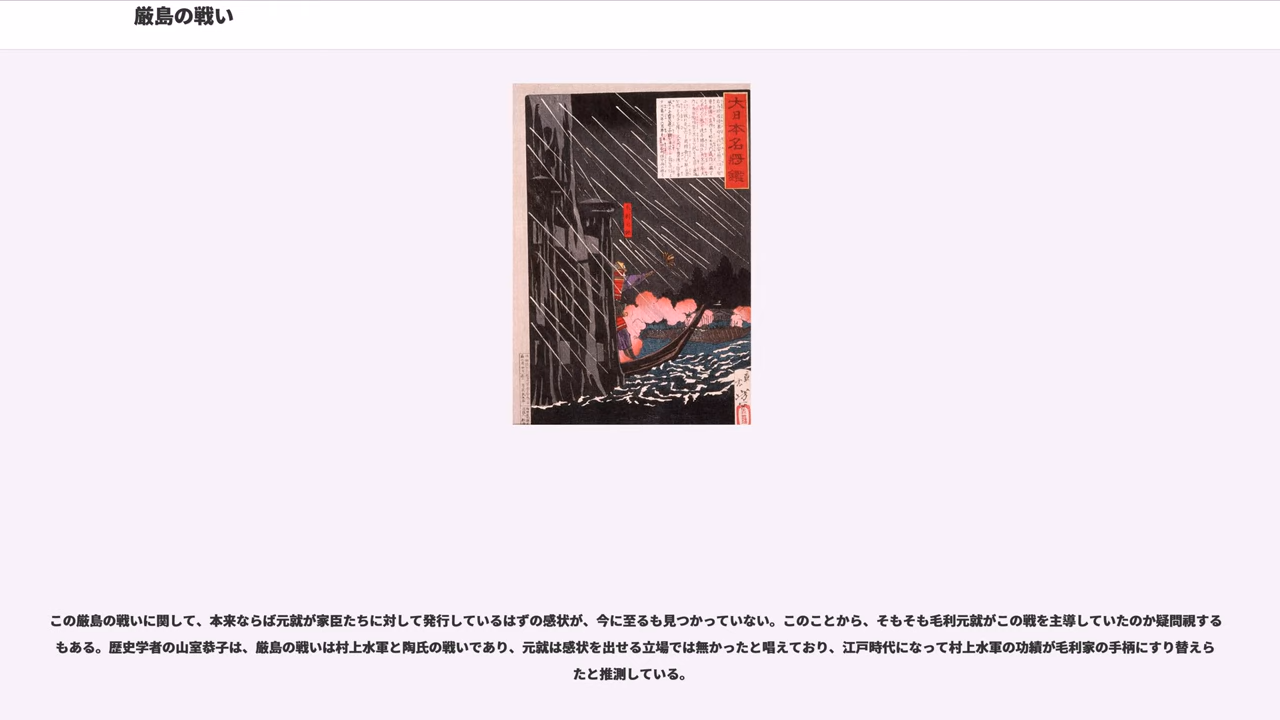 厳島の戦い
大日本名将鑑
この厳島の戦いに関して、本来ならば元就が家臣たちに対して発行しているはずの感状が、今に至るも見つかっていない。このことから、そもそも毛利元就がこの戦を主導していたのか疑問視する
もある。歴史学者の山室恭子は、厳島の戦いは村上水軍と陶氏の戦いであり、元就は感状を出せる立場では無かったと唱えており、江戸時代になって村上水軍の功績が毛利家の手柄にすり替えら
たと推測している。